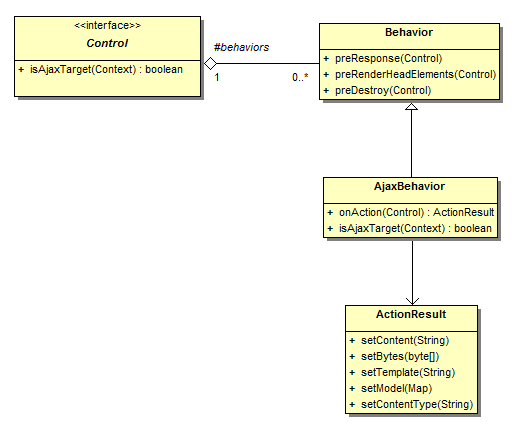 <<interface>>
Control
+ isAjaxTarget(Context) : boolean
#behaviors
1
0..*
Behavior
+ preResponse(Control)
+ preRenderHeadElements(Control)
+ preDestroy(Control)
AjaxBehavior
+ onAction(Control) : ActionResult
+ isAjaxTarget(Context) : boolean
ActionResult
+ setContent(String)
+ setBytes(byte[])
+ setTemplate(String)
+ setModel(Map)
+ setContentType(String)